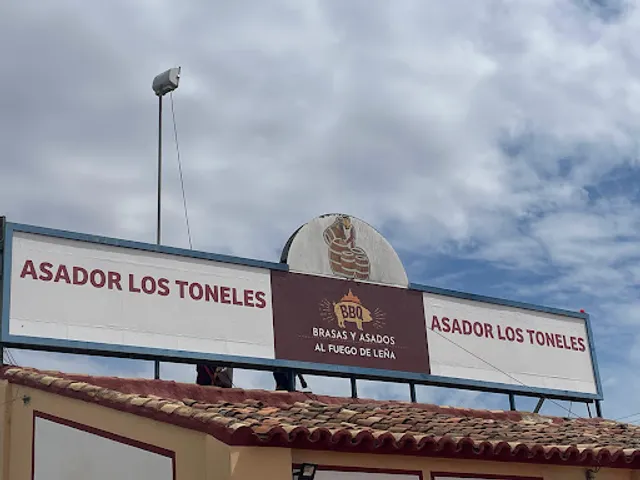 ASADOR LOS TONELES
BBQ
BRASAS Y ASADOS
AL FUEGO DE LEÑA
ASADOR LOS TONELES